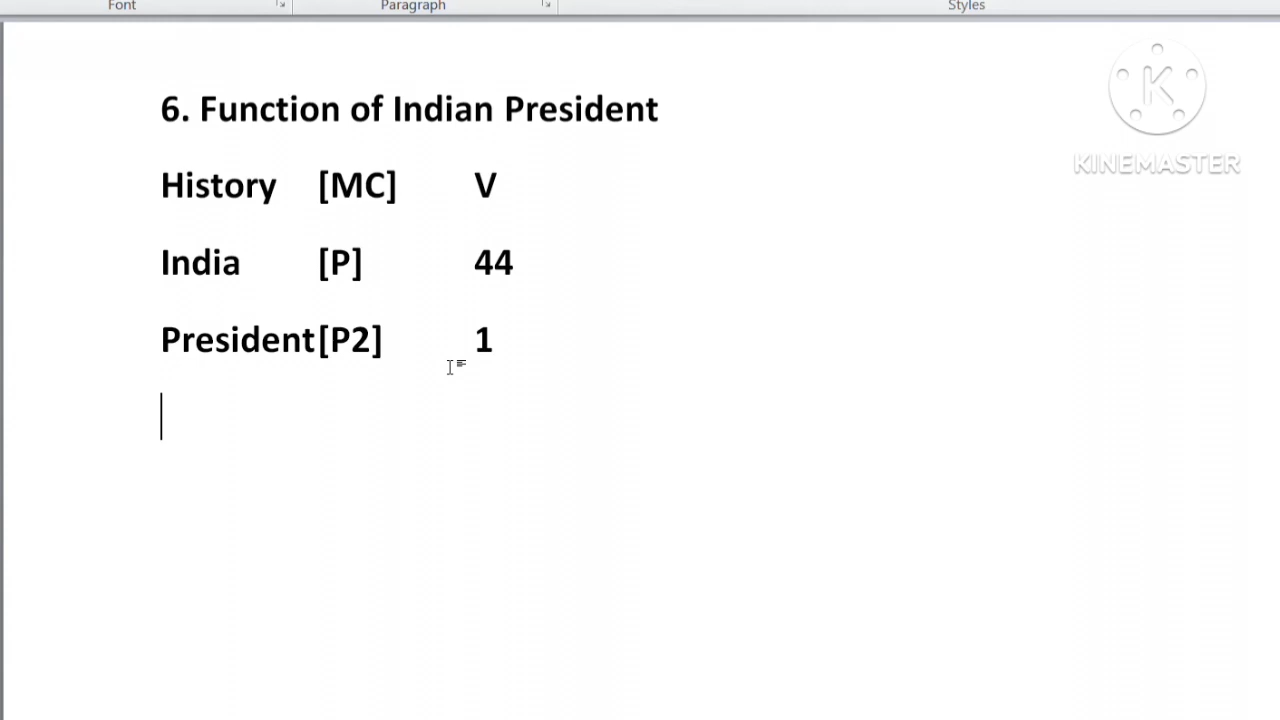 Font Paragraph Styles
6. Function of Indian President
K
KINEMASTER
History [MC] V
India [P] 44
President[P2] 1